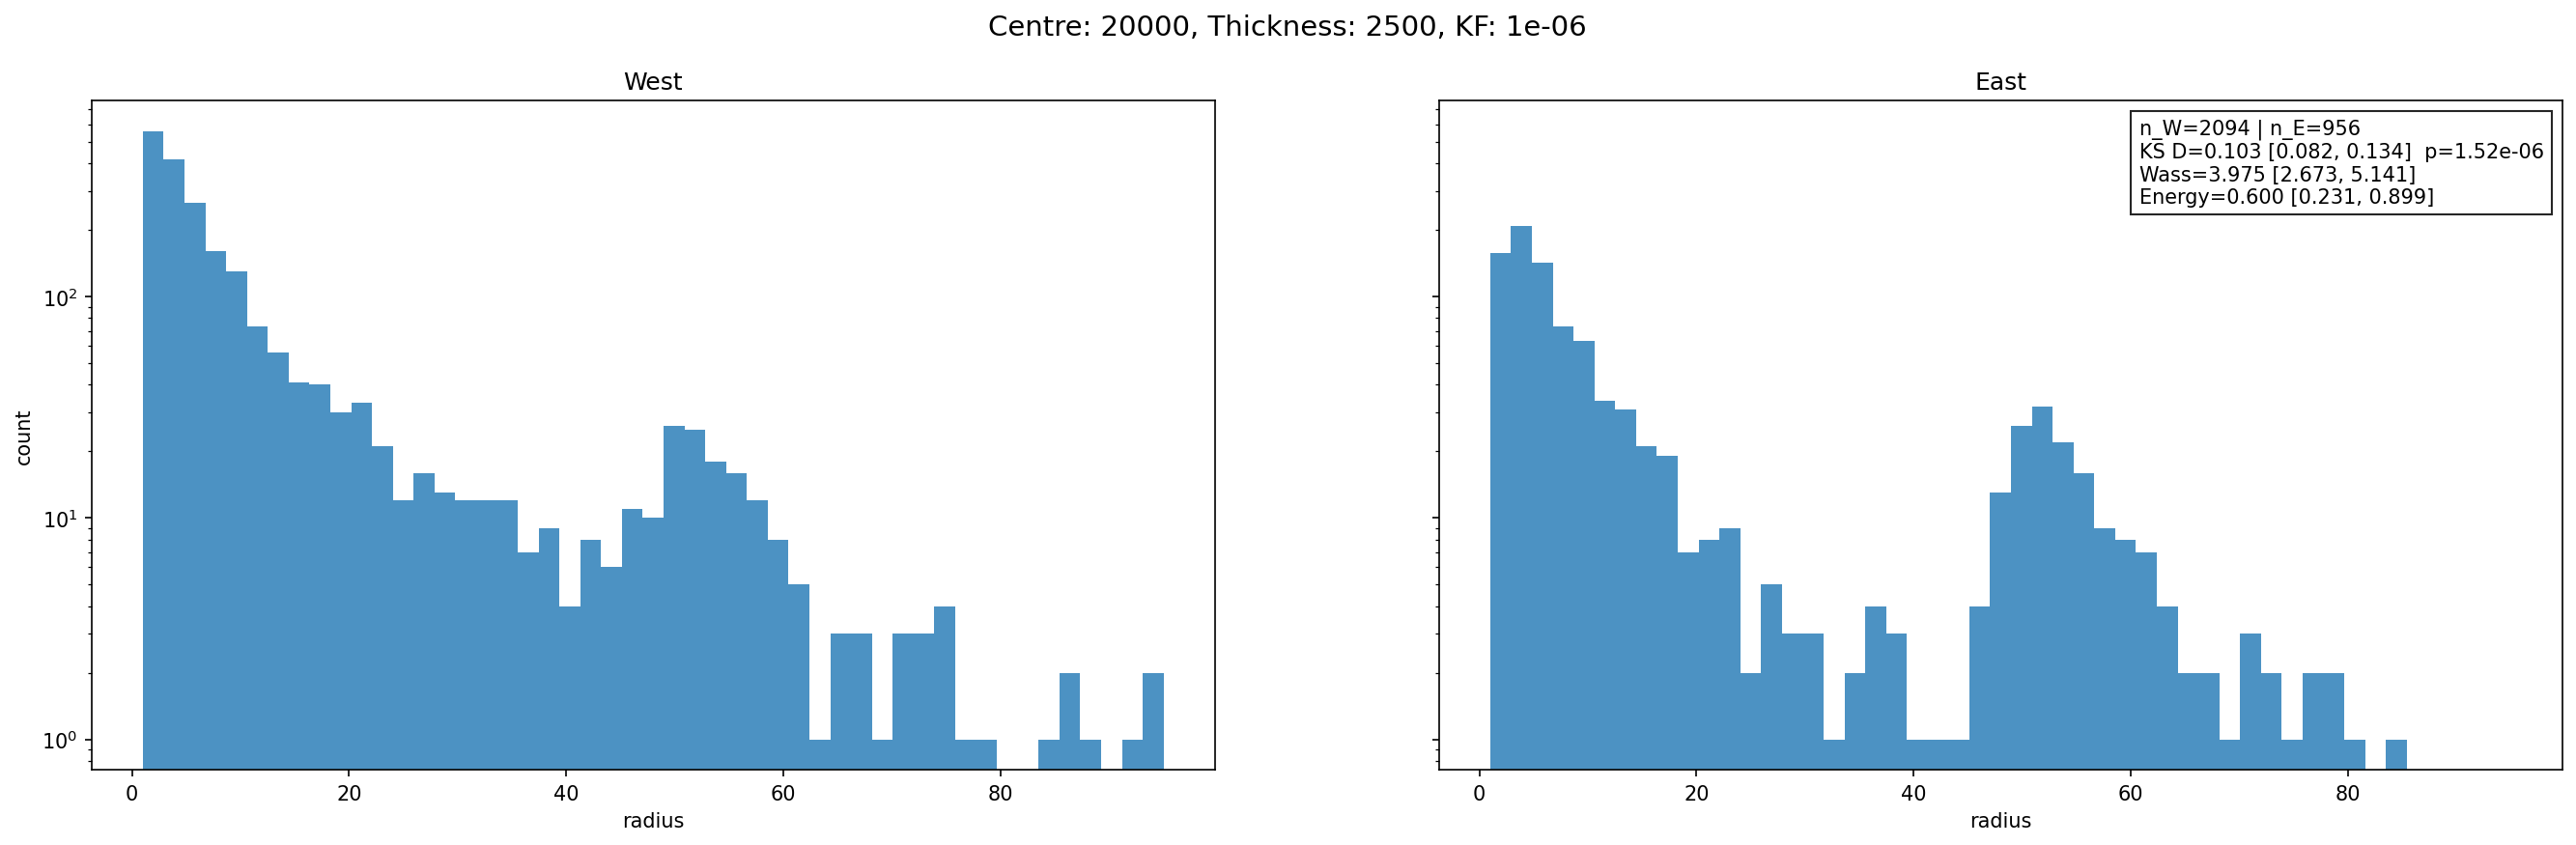 Centre: 20000, Thickness: 2500, KF: 1e-06
West
count
10²
10¹
10⁰
0 20 40 60 80
radius
East
n_W=2094 | n_E=956
KS D=0.103 [0.082, 0.134]  p=1.52e-06
Wass=3.975 [2.673, 5.141]
Energy=0.600 [0.231, 0.899]
0 20 40 60 80
radius